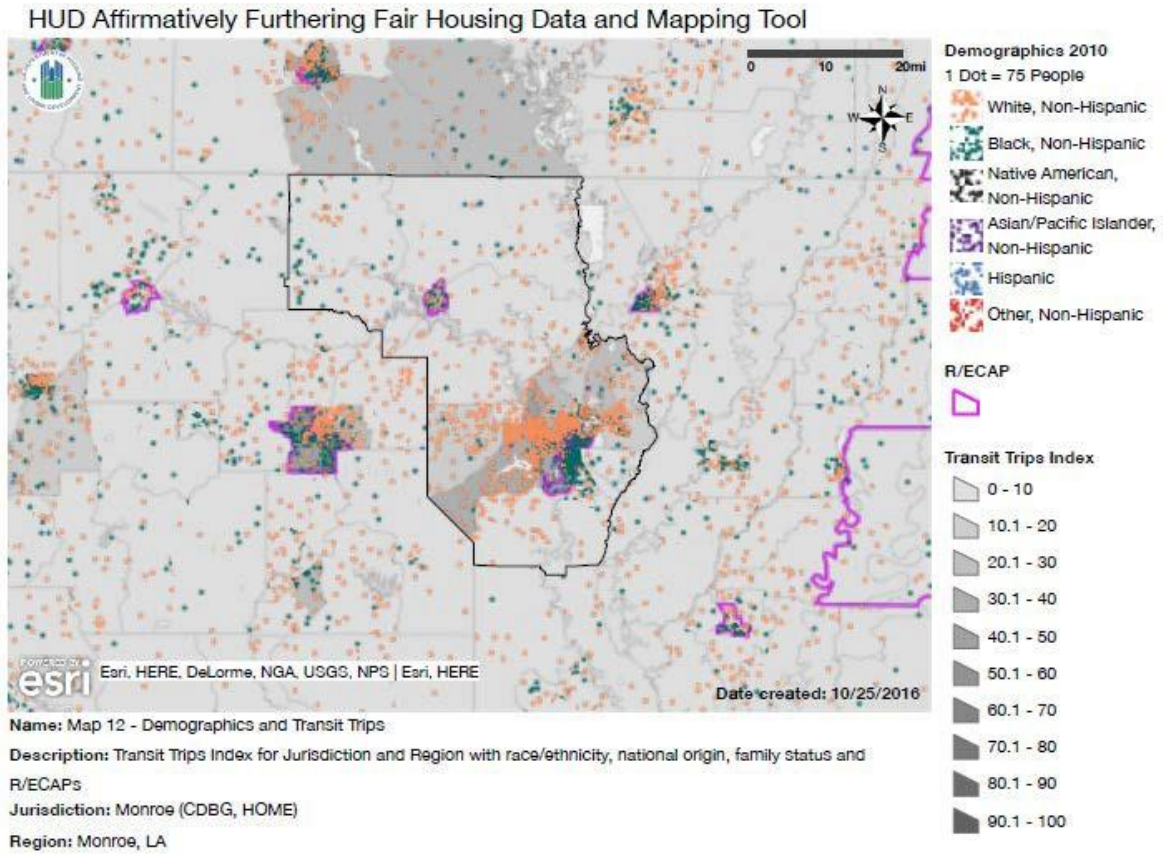 HUD Affirmatively Furthering Fair Housing Data and Mapping Tool
0 10 20mi
N
W E
S
Demographics 2010
1 Dot = 75 People
White, Non-Hispanic
Black, Non-Hispanic
Native American,
Non-Hispanic
Asian/Pacific Islander,
Non-Hispanic
Hispanic
Other, Non-Hispanic
R/ECAP
Transit Trips Index
0 - 10
10.1 - 20
20.1 - 30
30.1 - 40
40.1 - 50
50.1 - 60
60.1 - 70
70.1 - 80
80.1 - 90
90.1 - 100
POWERED BY
esri
Esri, HERE, DeLorme, NGA, USGS, NPS | Esri, HERE
Date created: 10/25/2016
Name: Map 12 - Demographics and Transit Trips
Description: Transit Trips Index for Jurisdiction and Region with race/ethnicity, national origin, family status and
R/ECAPs
Jurisdiction: Monroe (CDBG, HOME)
Region: Monroe, LA